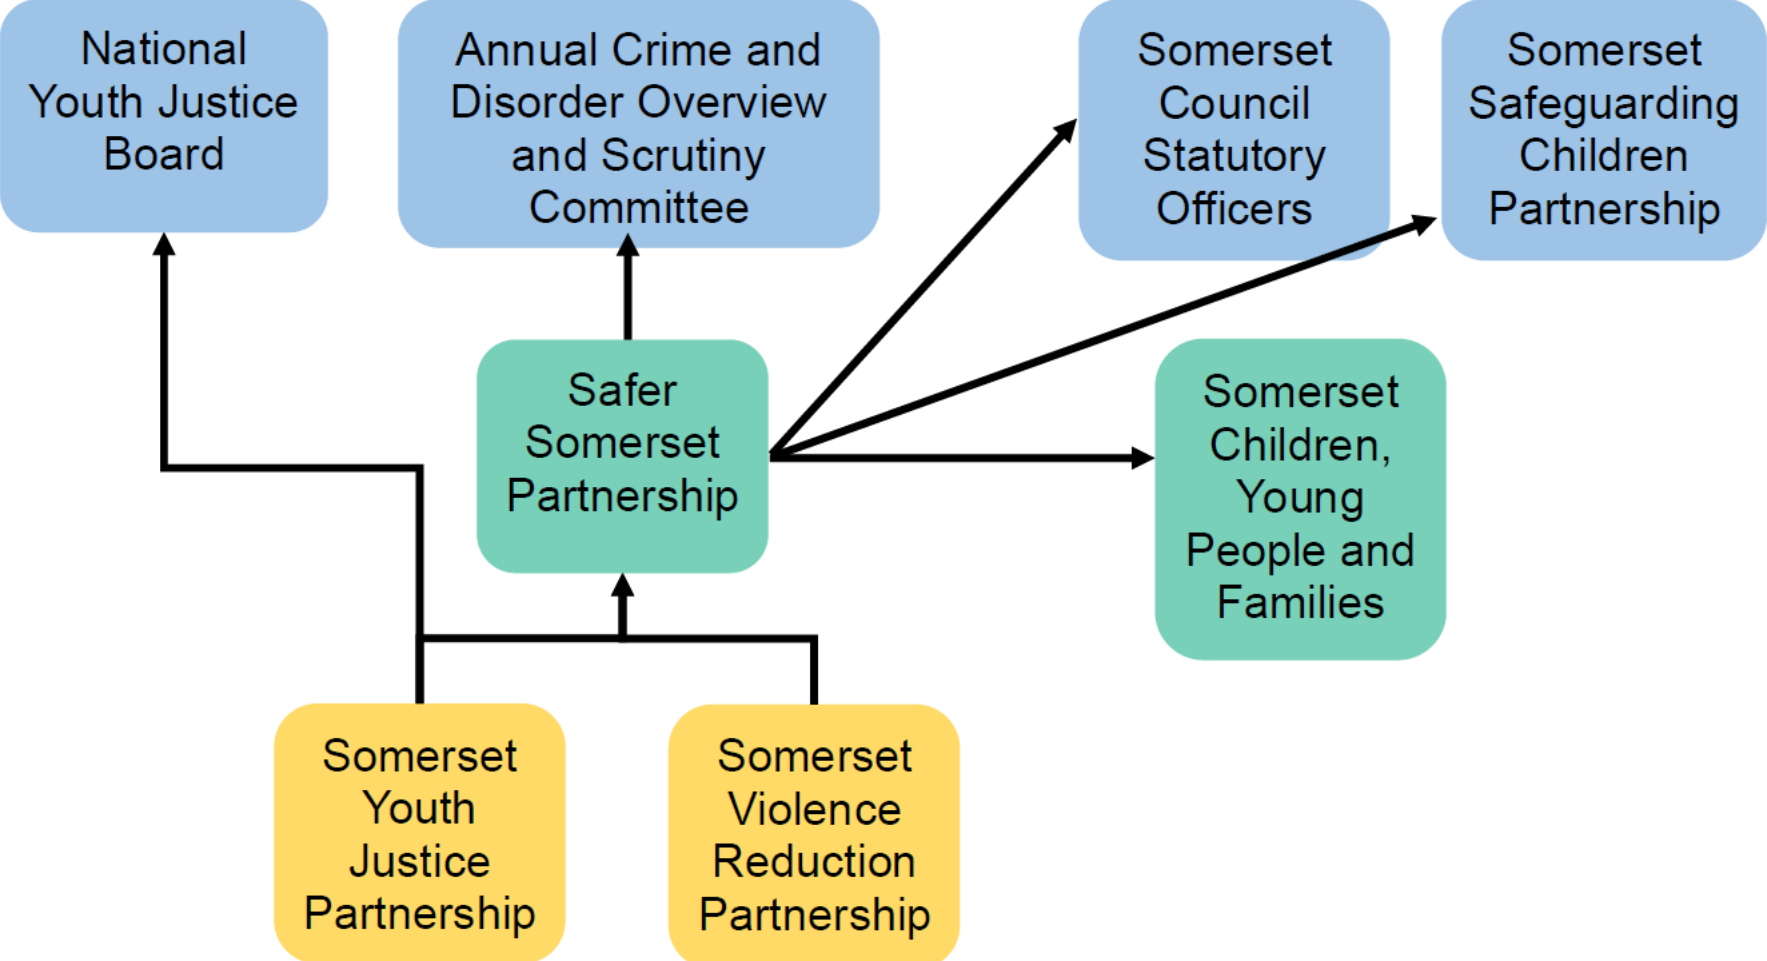 National
Youth Justice
Board
Annual Crime and
Disorder Overview
and Scrutiny
Committee
Somerset
Council
Statutory
Officers
Somerset
Safeguarding
Children
Partnership
Safer
Somerset
Partnership
Somerset
Children,
Young
People and
Families
Somerset
Youth
Justice
Partnership
Somerset
Violence
Reduction
Partnership